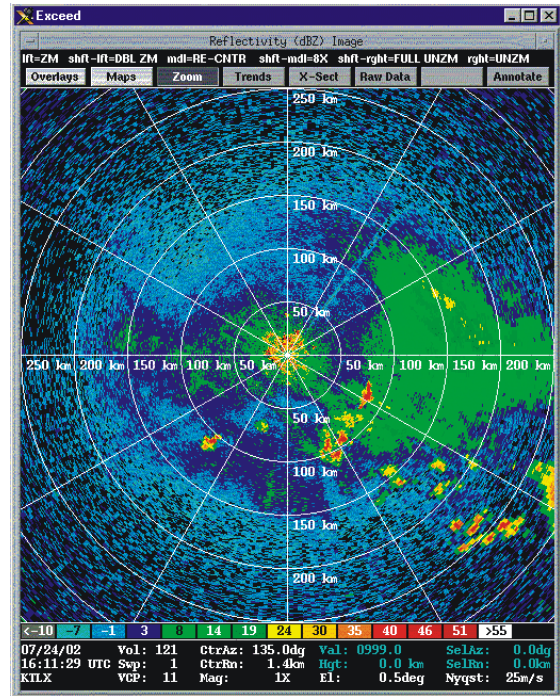 Exceed
Reflectivity (dBZ) Image
lft=ZM shft-lft=DBL ZM mdl=RE-CNTR shft-mdl=8X shft-rght=FULL UNZM rght=UNZM
Overlays Maps Zoom Trends X-Sect Raw Data Annotate
250 km
200 km
150 km
100 km
50 km
250 km 200 km 150 km 100 km 50 km 50 km 100 km 150 km 200 km
50 km
100 km
150 km
200 km
<-10 -7 -1 3 8 14 19 24 30 35 40 46 51 >55
07/24/02 Vol: 121 CtrAz: 135.0dg Val: 0999.0 SelAz: 0.0dg
16:11:29 UTC Swp: 1 CtrRn: 1.4km Hgt: 0.0 km SelRn: 0.0km
KTLX VCP: 11 Mag: 1X El: 0.5deg Nyqst: 25m/s